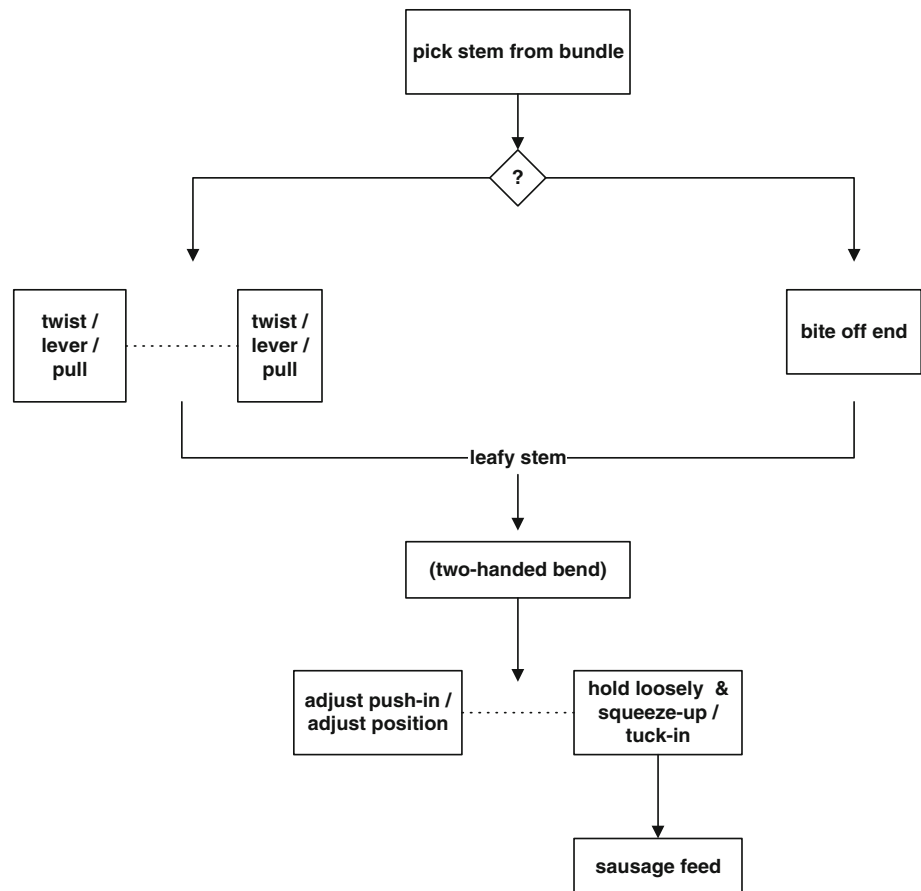 pick stem from bundle
?
twist /
lever /
pull
twist /
lever /
pull
bite off end
leafy stem
(two-handed bend)
adjust push-in /
adjust position
hold loosely &
squeeze-up /
tuck-in
sausage feed